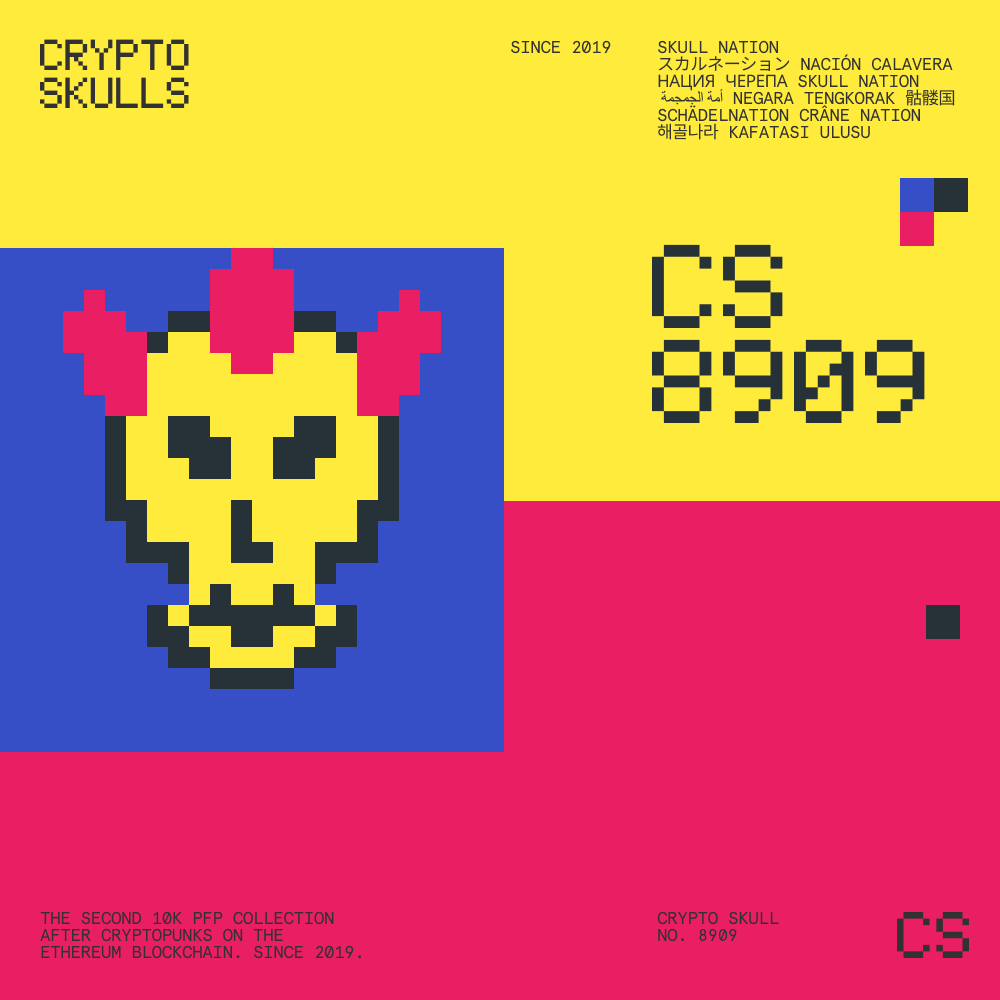 CRYPTO
SKULLS
SINCE 2019
SKULL NATION
スカルネーション NACIÓN CALAVERA
НАЦИЯ ЧЕРЕПА SKULL NATION
أمة الجمجمة NEGARA TENGKORAK 骷髅国
SCHÄDELNATION CRÂNE NATION
해골나라 KAFATASI ULUSU
CS
8909
THE SECOND 10K PFP COLLECTION
AFTER CRYPTOPUNKS ON THE
ETHEREUM BLOCKCHAIN. SINCE 2019.
CRYPTO SKULL
NO. 8909
CS